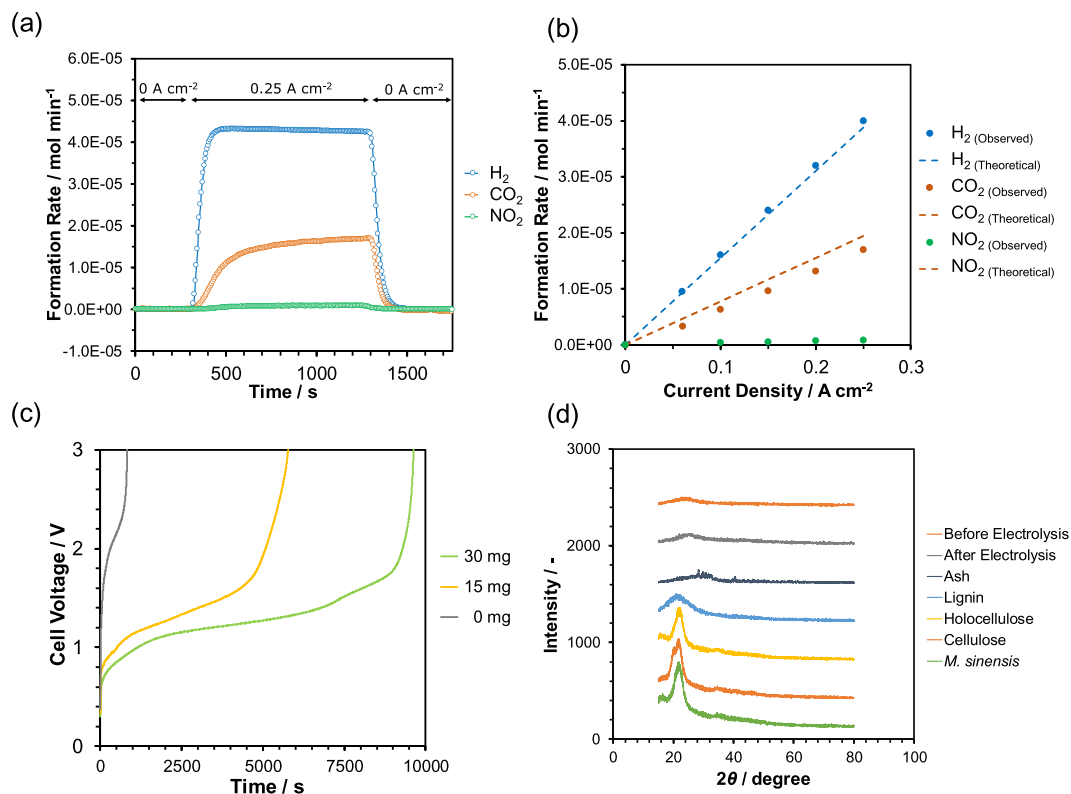 (a)
6.0E-05
5.0E-05
4.0E-05
3.0E-05
2.0E-05
1.0E-05
0.0E+00
-1.0E-05
Formation Rate / mol min-1
0 A cm-2
0.25 A cm-2
0 A cm-2
0
500
1000
1500
Time / s
H2
CO2
NO2
(b)
5.0E-05
4.0E-05
3.0E-05
2.0E-05
1.0E-05
0.0E+00
Formation Rate / mol min-1
0
0.1
0.2
0.3
Current Density / A cm-2
H2 (Observed)
H2 (Theoretical)
CO2 (Observed)
CO2 (Theoretical)
NO2 (Observed)
NO2 (Theoretical)
(c)
3
2
1
0
Cell Voltage / V
0
2500
5000
7500
10000
Time / s
30 mg
15 mg
0 mg
(d)
3000
2000
1000
0
Intensity / -
0
20
40
60
80
100
2θ / degree
Before Electrolysis
After Electrolysis
Ash
Lignin
Holocellulose
Cellulose
M. sinensis